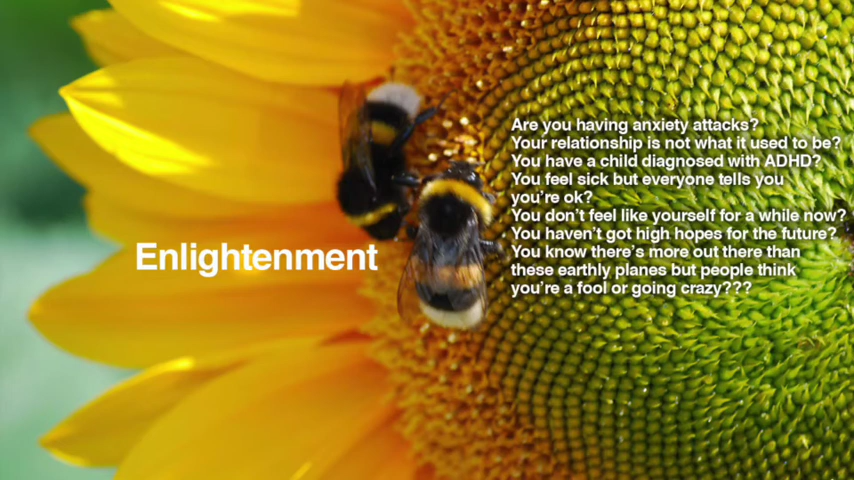 Enlightenment
Are you having anxiety attacks?
Your relationship is not what it used to be?
You have a child diagnosed with ADHD?
You feel sick but everyone tells you
you're ok?
You don't feel like yourself for a while now?
You haven't got high hopes for the future?
You know there's more out there than
these earthly planes but people think
you're a fool or going crazy???